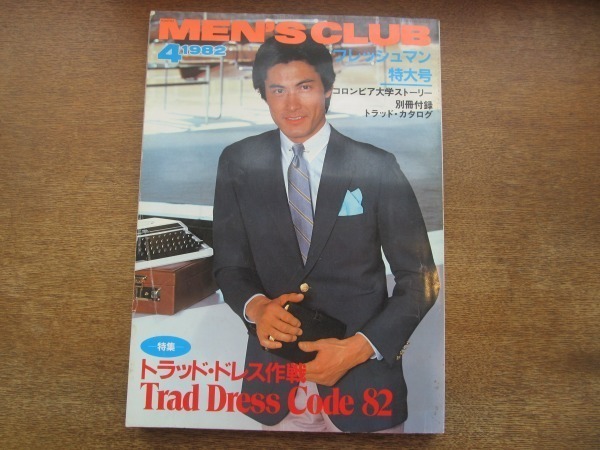 MEN'S CLUB
4 1982
フレッシュマン
特大号
コロンビア大学ストーリー
別冊付録
トラッド・カタログ
特集
トラッド・ドレス作戦
Trad Dress Code 82